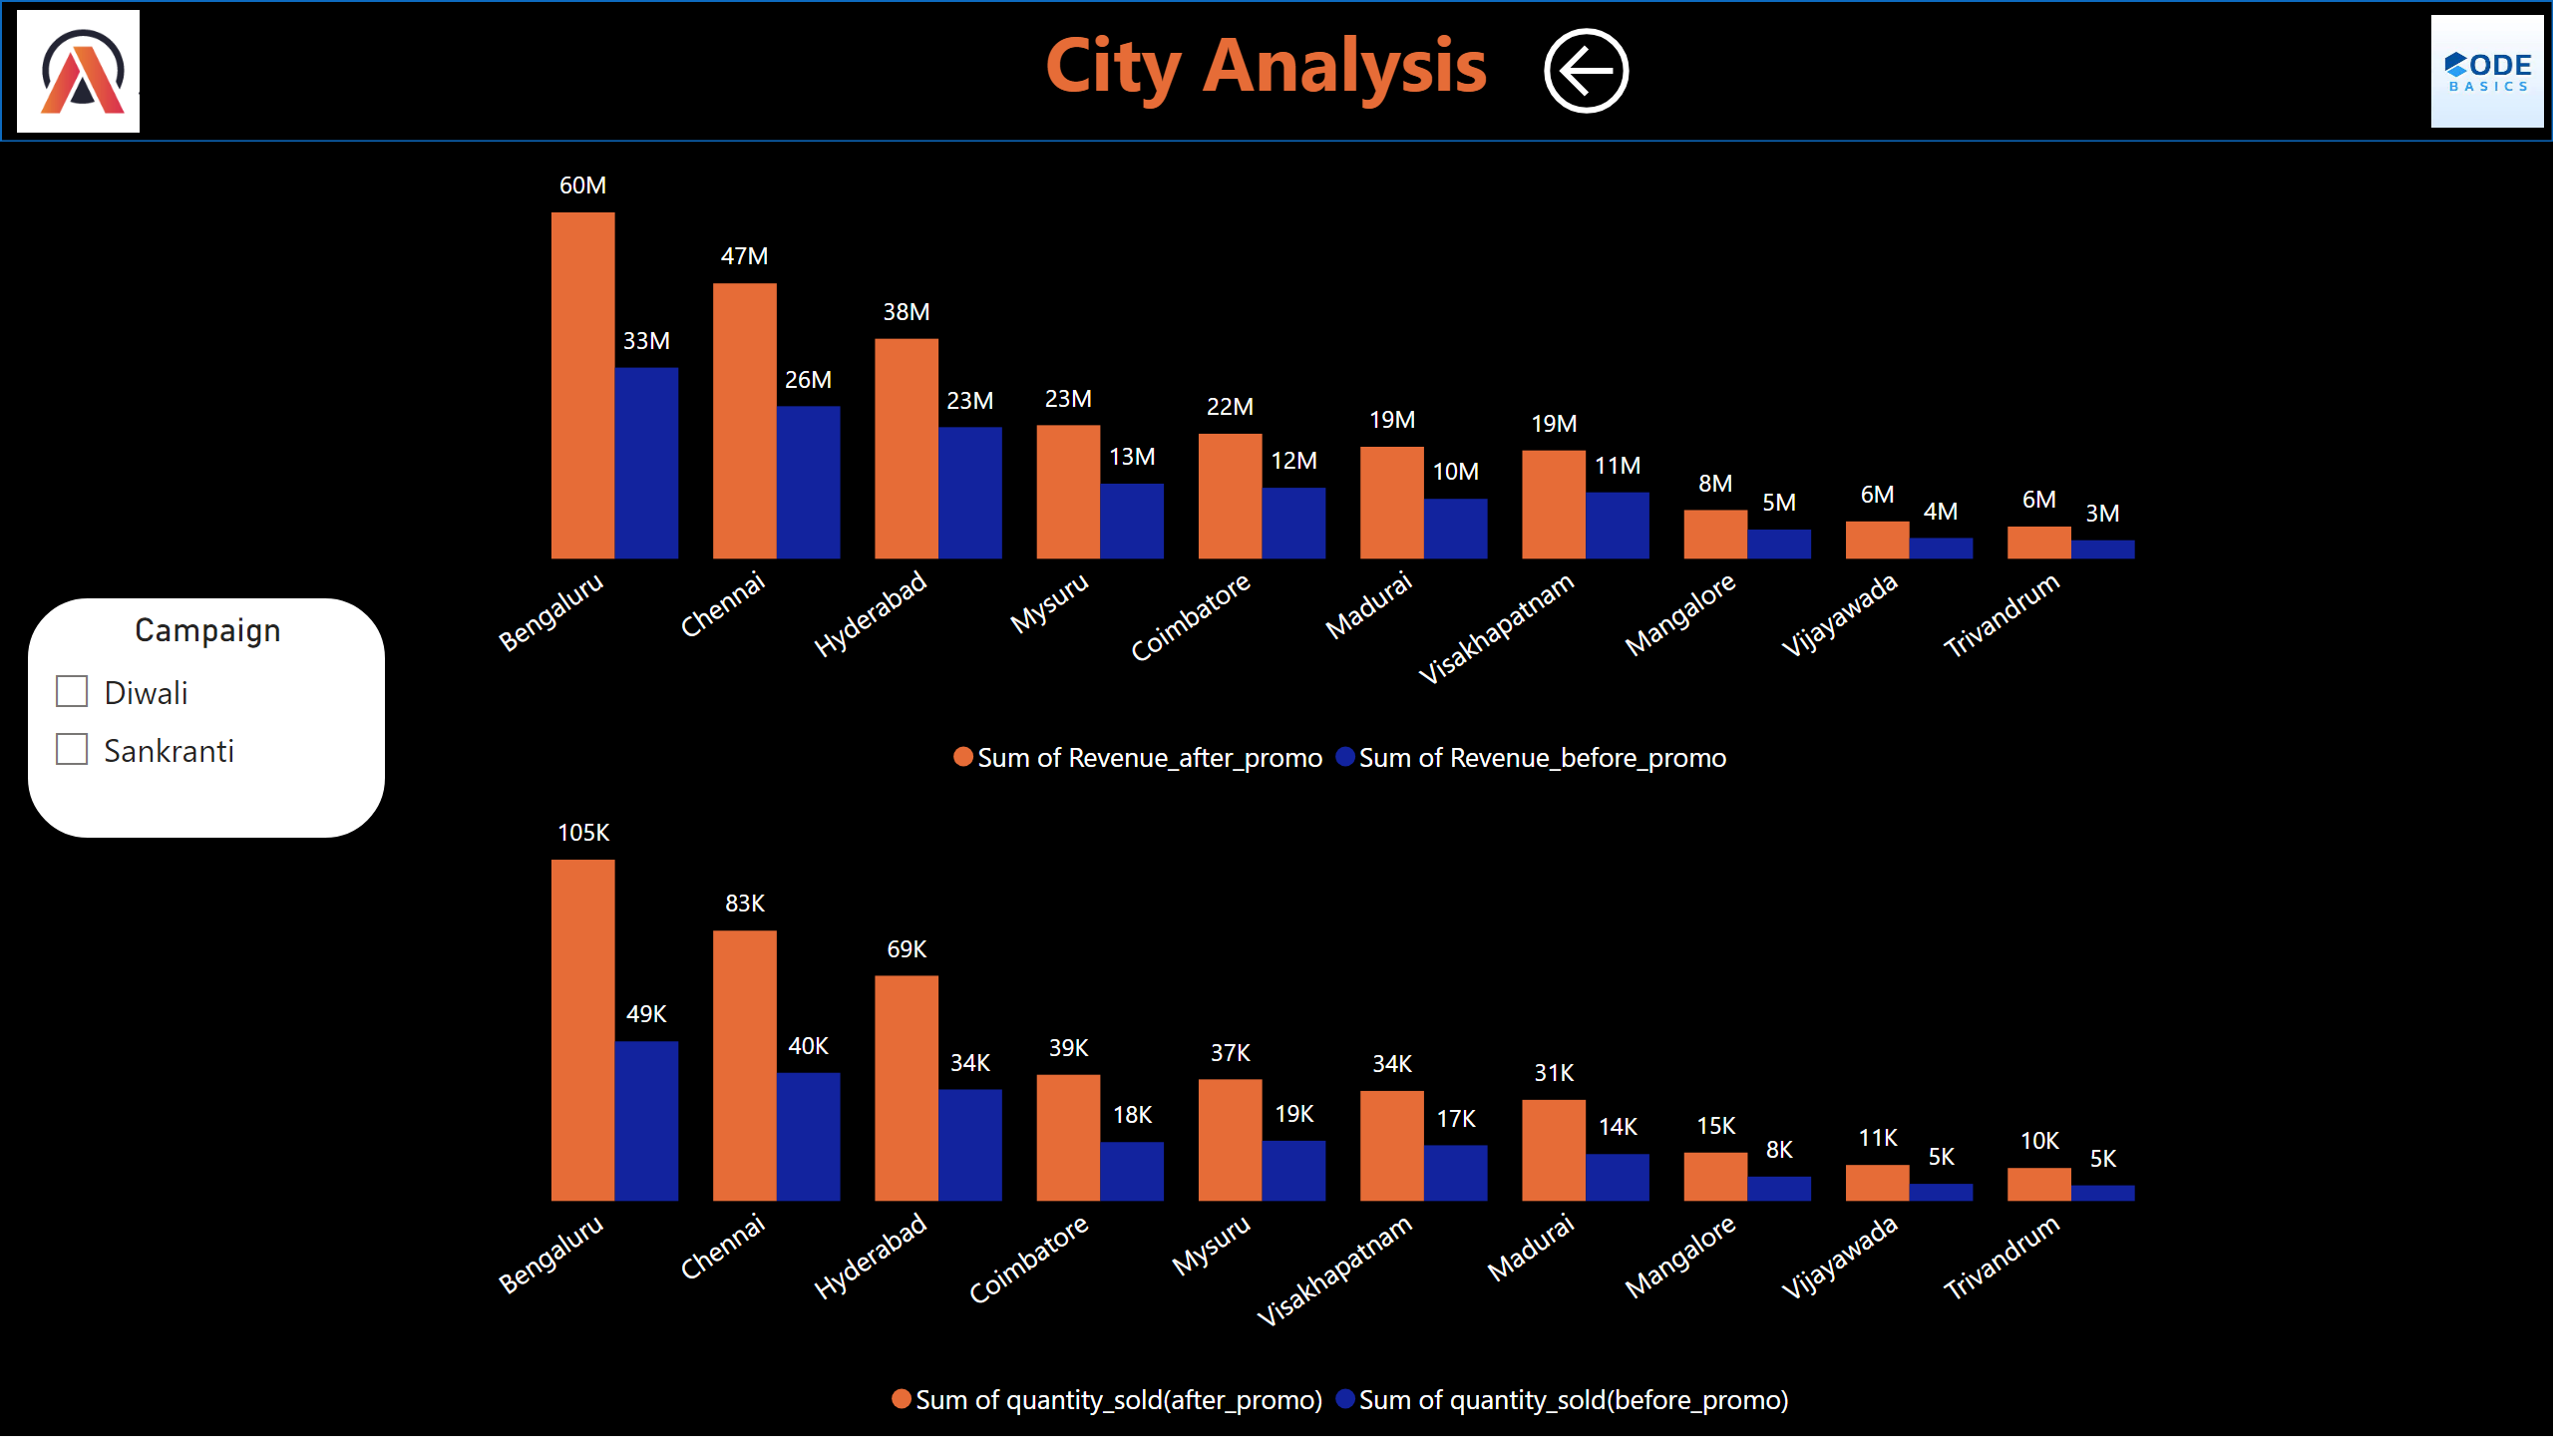 City Analysis
CODE
BASICS
60M
33M
47M
26M
38M
23M
23M
13M
22M
12M
19M
10M
19M
11M
8M
5M
6M
4M
6M
3M
Bengaluru
Chennai
Hyderabad
Mysuru
Coimbatore
Madurai
Visakhapatnam
Mangalore
Vijayawada
Trivandrum
Sum of Revenue_after_promo Sum of Revenue_before_promo
Campaign
Diwali
Sankranti
105K
49K
83K
40K
69K
34K
39K
18K
37K
19K
34K
17K
31K
14K
15K
8K
11K
5K
10K
5K
Bengaluru
Chennai
Hyderabad
Coimbatore
Mysuru
Visakhapatnam
Madurai
Mangalore
Vijayawada
Trivandrum
Sum of quantity_sold(after_promo) Sum of quantity_sold(before_promo)